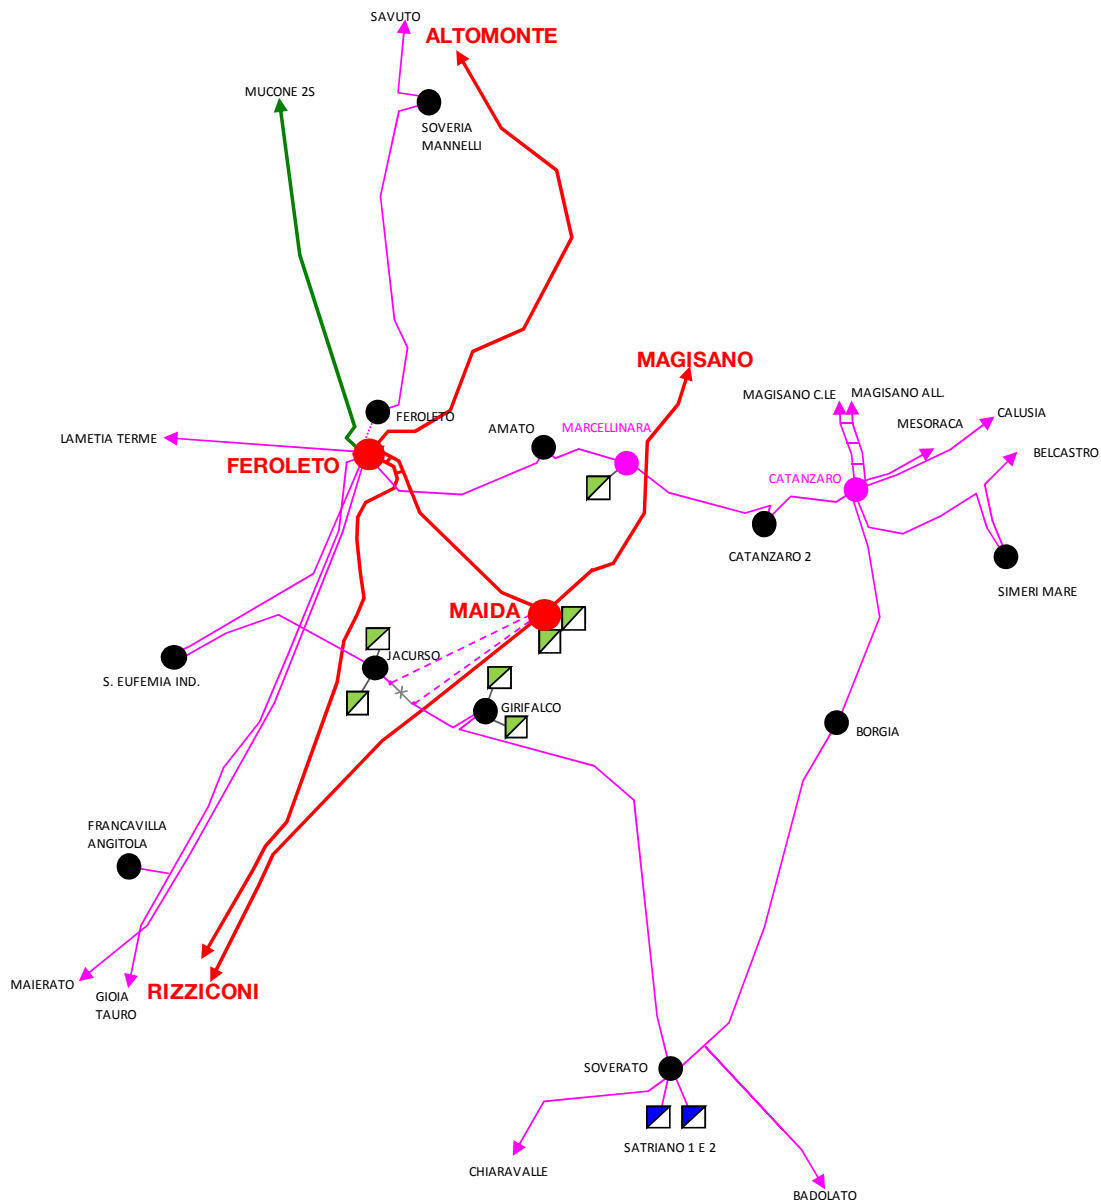 SAVUTO
ALTOMONTE
MUCONE 2S
SOVERIA
MANNELLI
MAGISANO
MAGISANO C.LE
MAGISANO ALL.
CALUSIA
MESORACA
FEROLETO
LAMETIA TERME
AMATO
MARCELLINARA
BELCASTRO
FEROLETO
CATANZARO
CATANZARO 2
SIMERI MARE
MAIDA
JACURSO
S. EUFEMIA IND.
GIRIFALCO
BORGIA
FRANCAVILLA
ANGITOLA
MAIERATO
GIOIA
TAURO
RIZZICONI
SOVERATO
SATRIANO 1 E 2
CHIARAVALLE
BADOLATO